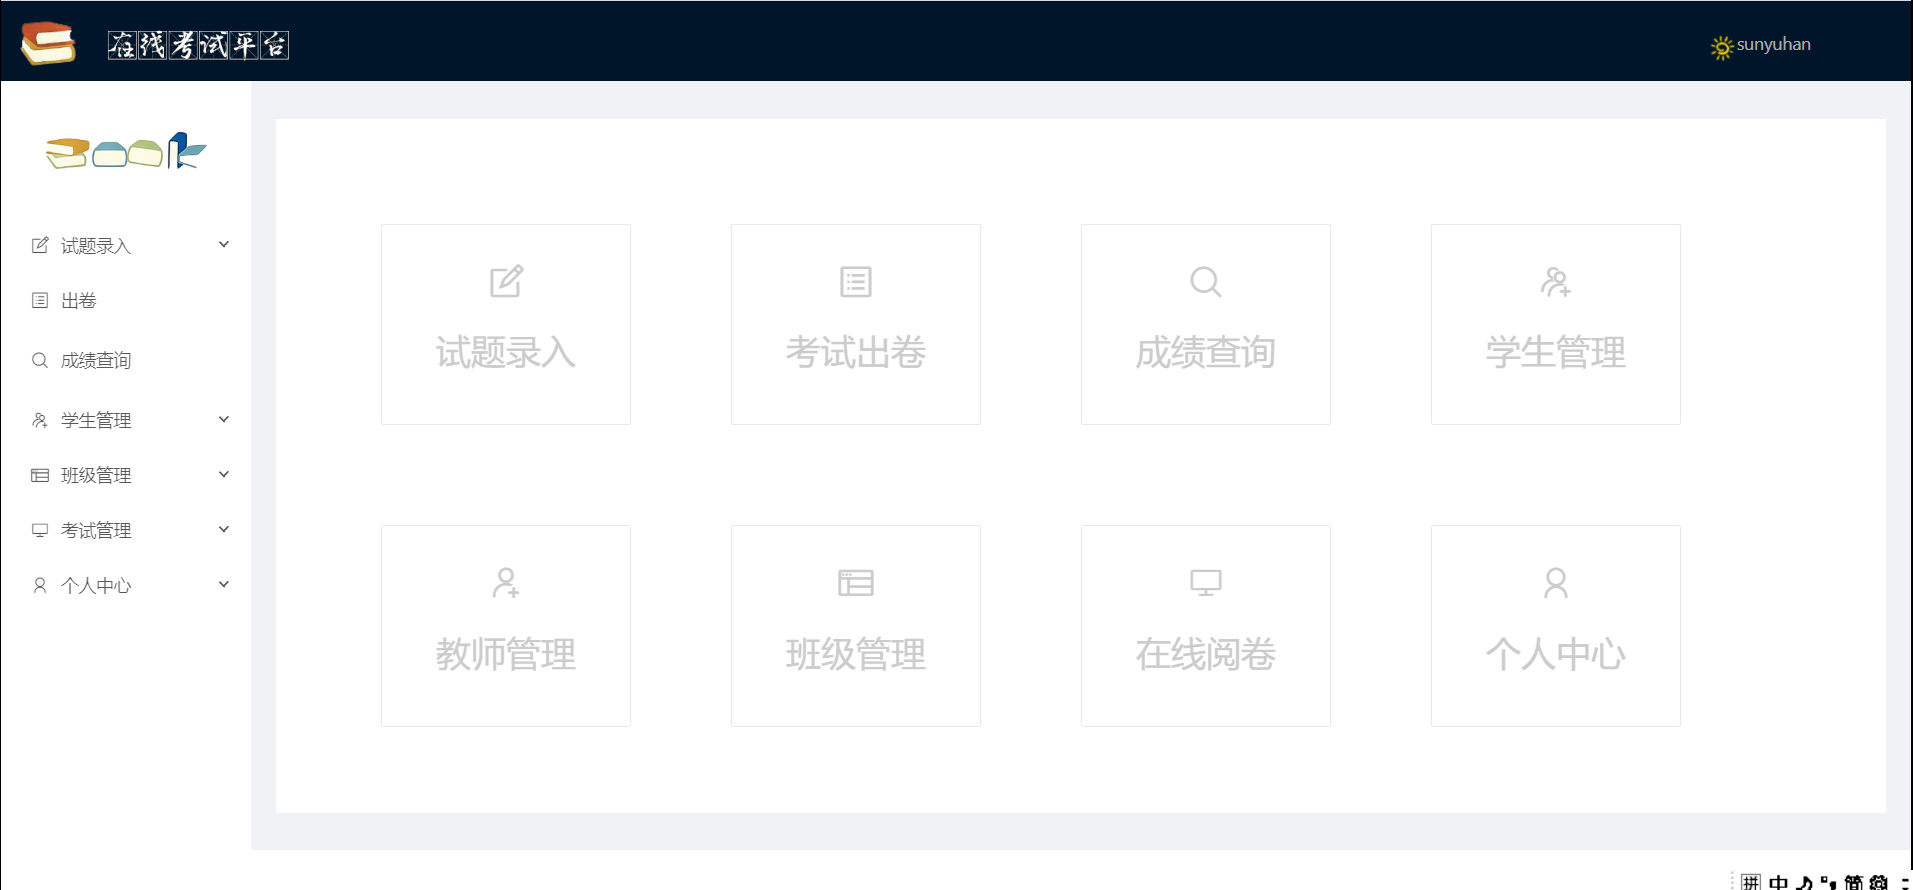 在线考试平台
sunyuhan
Book
试题录入
出卷
成绩查询
学生管理
班级管理
考试管理
个人中心
试题录入
考试出卷
成绩查询
学生管理
教师管理
班级管理
在线阅卷
个人中心
拼 中 简